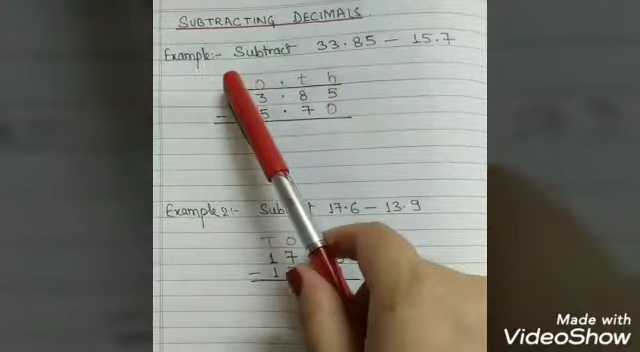 SUBTRACTING DECIMALS
Example:- Subtract 33.85 - 15.7
O . t h
3 . 8 5
- 5 . 7 0
Example 2:- Subtract 17.6 - 13.9
T O
1 7
- 1
Made with
VideoShow